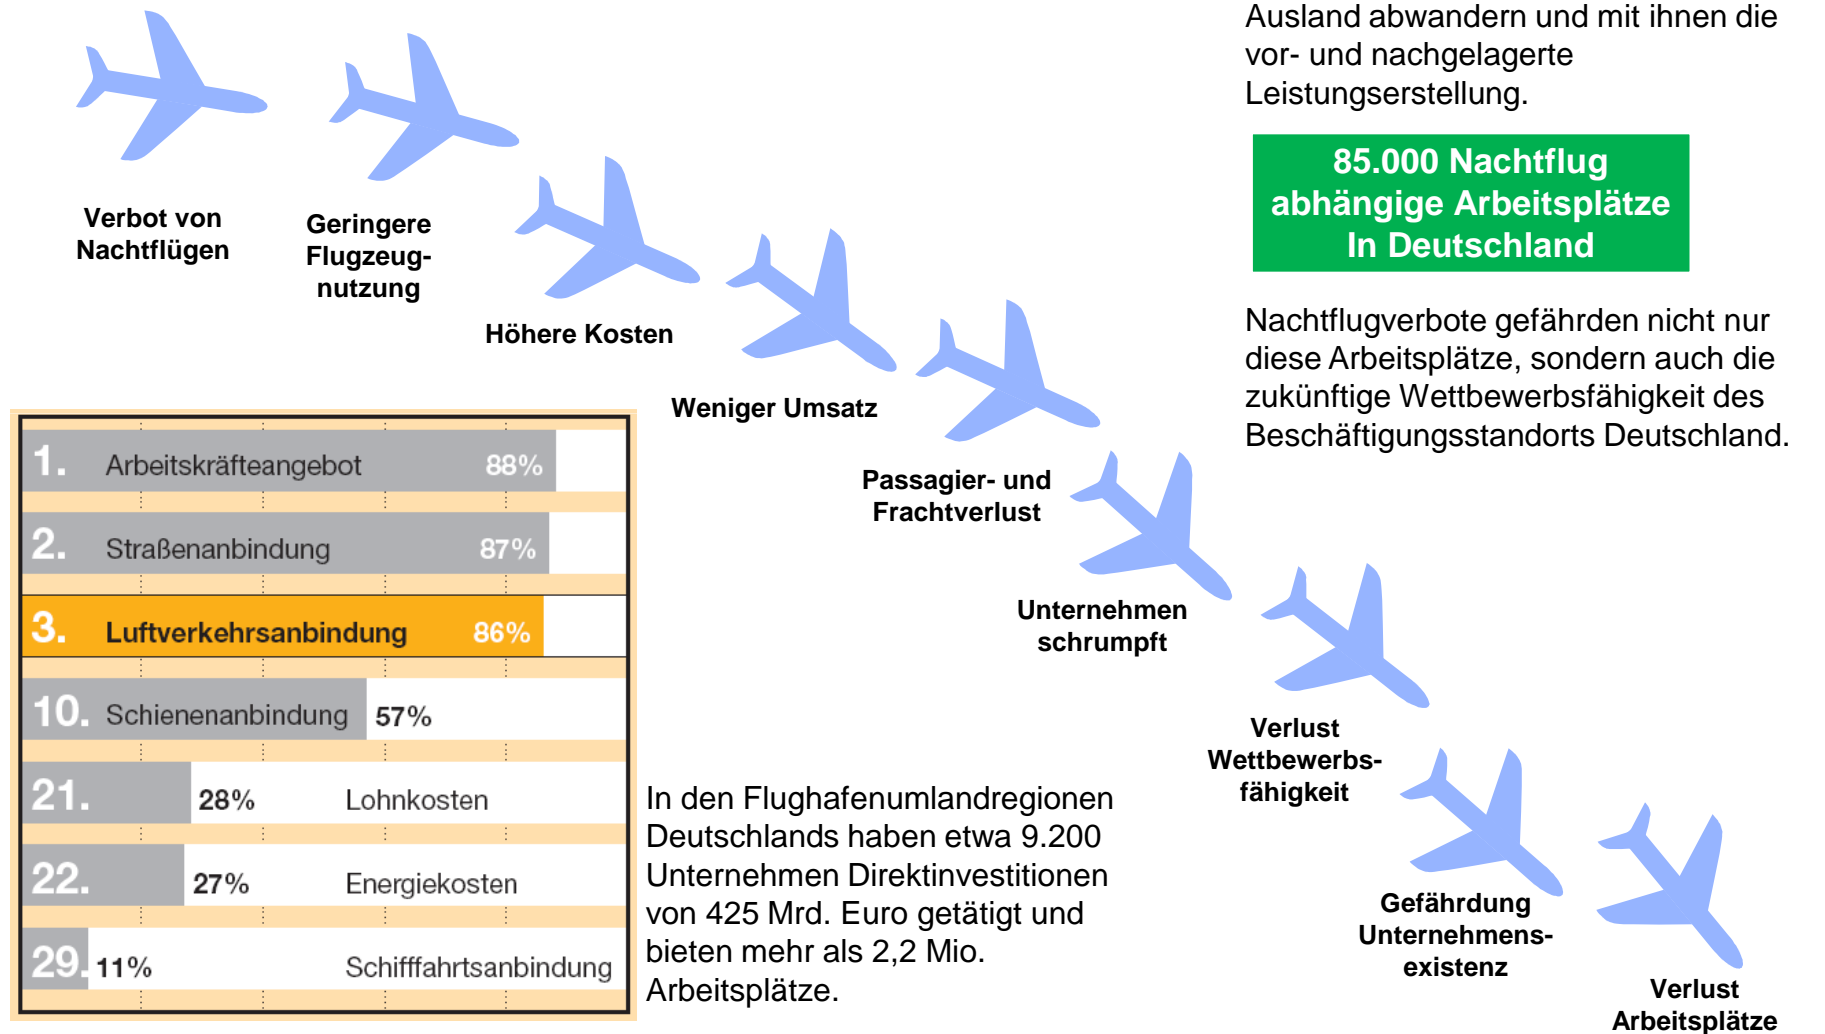 Ausland abwandern und mit ihnen die
vor- und nachgelagerte
Leistungserstellung.
85.000 Nachtflug
abhängige Arbeitsplätze
In Deutschland
Nachtflugverbote gefährden nicht nur
diese Arbeitsplätze, sondern auch die
zukünftige Wettbewerbsfähigkeit des
Beschäftigungsstandorts Deutschland.
Verbot von
Nachtflügen
Geringere
Flugzeug-
nutzung
Höhere Kosten
Weniger Umsatz
Passagier- und
Frachtverlust
Unternehmen
schrumpft
Verlust
Wettbewerbs-
fähigkeit
Gefährdung
Unternehmens-
existenz
Verlust
Arbeitsplätze
1. Arbeitskräfteangebot 88%
2. Straßenanbindung 87%
3. Luftverkehrsanbindung 86%
10. Schienenanbindung 57%
21. 28% Lohnkosten
22. 27% Energiekosten
29. 11% Schifffahrtsanbindung
In den Flughafenumlandregionen
Deutschlands haben etwa 9.200
Unternehmen Direktinvestitionen
von 425 Mrd. Euro getätigt und
bieten mehr als 2,2 Mio.
Arbeitsplätze.